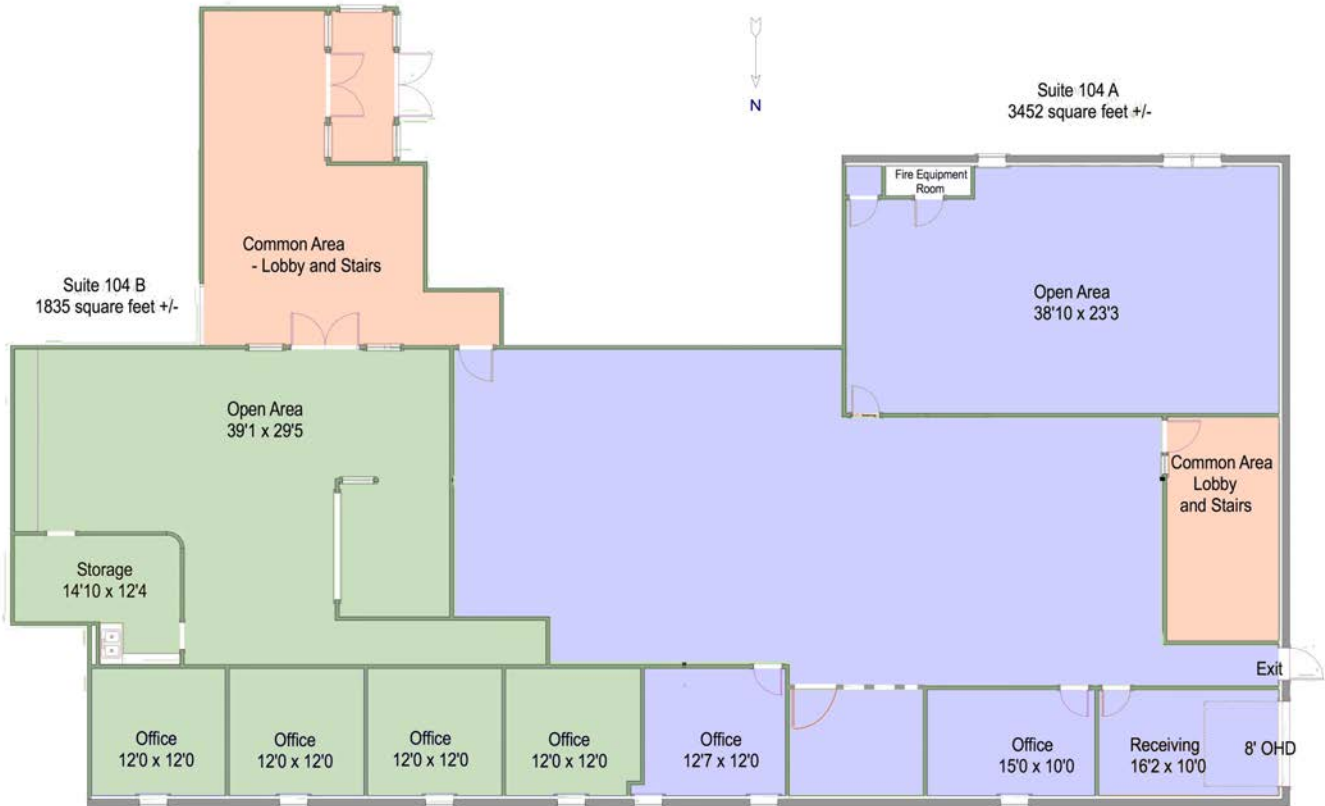 N
Suite 104 A
3452 square feet +/-
Fire Equipment
Room
Common Area
- Lobby and Stairs
Suite 104 B
1835 square feet +/-
Open Area
38'10 x 23'3
Open Area
39'1 x 29'5
Common Area
Lobby
and Stairs
Storage
14'10 x 12'4
Exit
Office
12'0 x 12'0
Office
12'0 x 12'0
Office
12'0 x 12'0
Office
12'0 x 12'0
Office
12'7 x 12'0
Office
15'0 x 10'0
Receiving
16'2 x 10'0
8' OHD